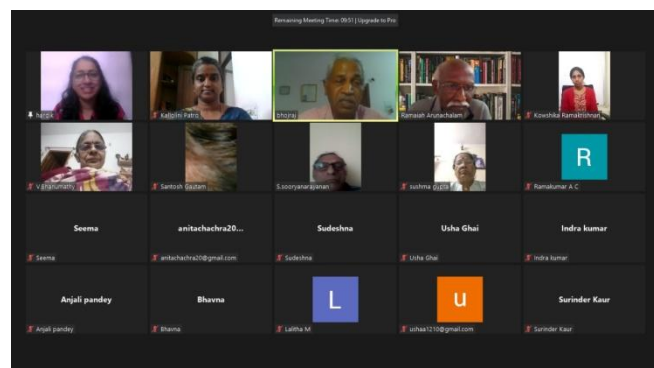 Remaining Meeting Time: 09:51 | Upgrade to Pro
Kallolini Patro
bhojraj
Ramaiah Arunachalam
Kowshika Ramakrishnan
V.Bhanumatty
Santosh Gautam
S.sooryanarayanan
sushma gupta
R
Ramakumar A C
Seema
anitachachra20...
Sudeshna
Usha Ghai
Indra kumar
Seema
anitachachra20@gmail.com
Sudeshna
Usha Ghai
Indra kumar
Anjali pandey
Bhavna
L
u
Surinder Kaur
Anjali pandey
Bhavna
Lalitha M
ushaa1210@gmail.com
Surinder Kaur